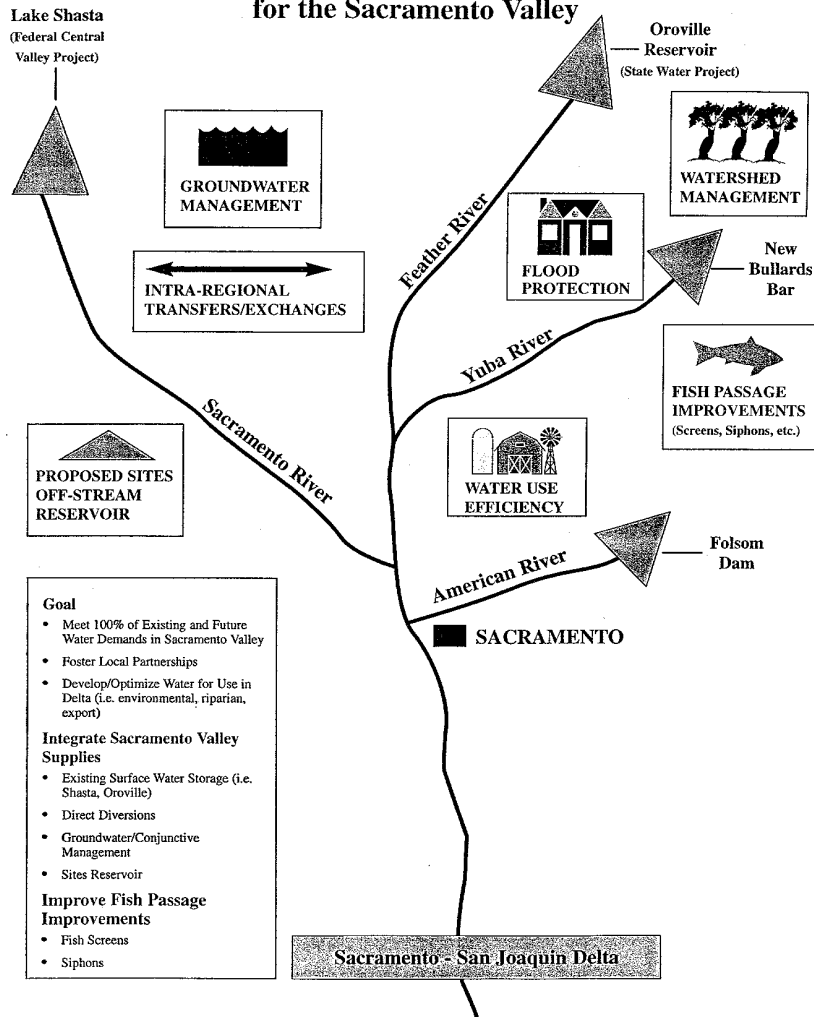 for the Sacramento Valley
Lake Shasta
(Federal Central
Valley Project)
Oroville
Reservoir
(State Water Project)
GROUNDWATER
MANAGEMENT
WATERSHED
MANAGEMENT
Feather River
FLOOD
PROTECTION
New
Bullards
Bar
INTRA-REGIONAL
TRANSFERS/EXCHANGES
Yuba River
FISH PASSAGE
IMPROVEMENTS
(Screens, Siphons, etc.)
Sacramento River
PROPOSED SITES
OFF-STREAM
RESERVOIR
WATER USE
EFFICIENCY
American River
Folsom
Dam
SACRAMENTO
Goal
• Meet 100% of Existing and Future
Water Demands in Sacramento Valley
• Foster Local Partnerships
• Develop/Optimize Water for Use in
Delta (i.e. environmental, riparian,
export)
Integrate Sacramento Valley
Supplies
• Existing Surface Water Storage (i.e.
Shasta, Oroville)
• Direct Diversions
• Groundwater/Conjunctive
Management
• Sites Reservoir
Improve Fish Passage
Improvements
• Fish Screens
• Siphons
Sacramento - San Joaquin Delta